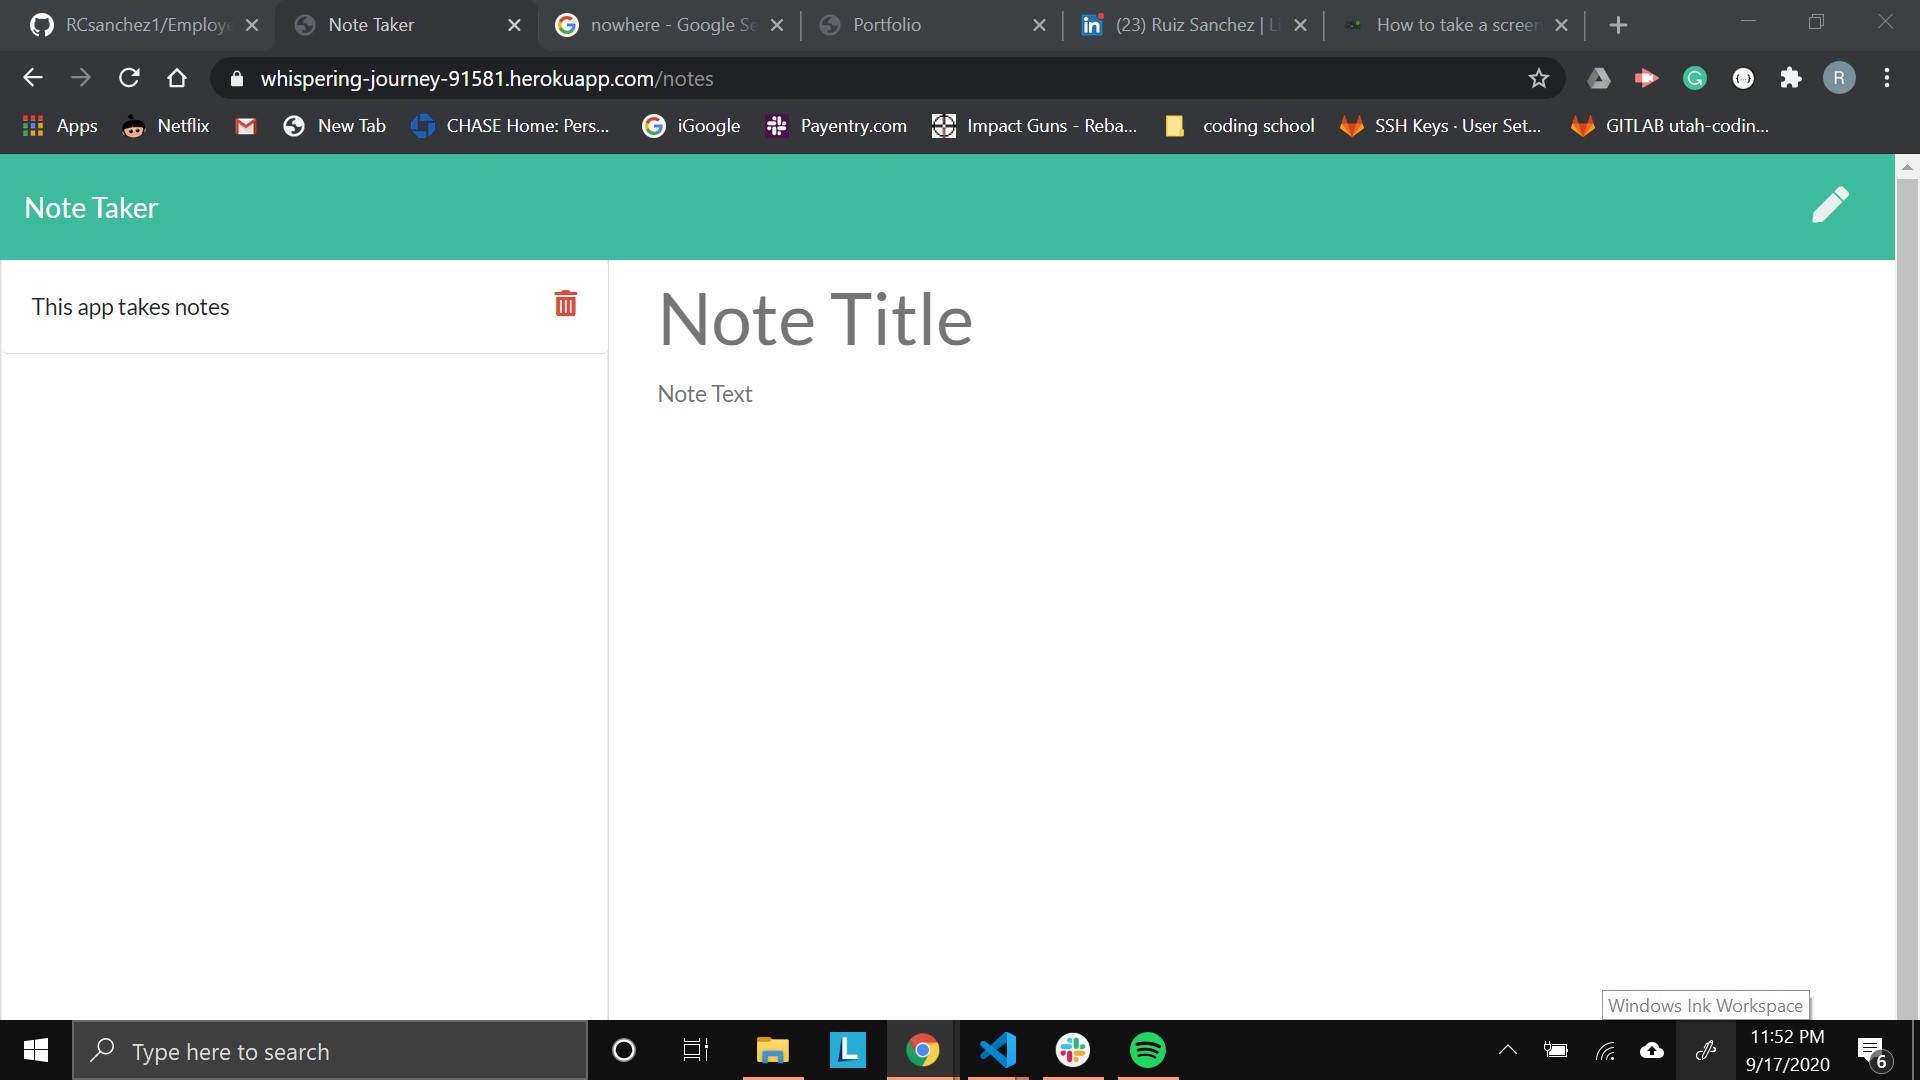 RCsanchez1/Employe
Note Taker
nowhere - Google Se
Portfolio
(23) Ruiz Sanchez | Li
How to take a screen
whispering-journey-91581.herokuapp.com/notes
R
Apps
Netflix
New Tab
CHASE Home: Pers...
iGoogle
Payentry.com
Impact Guns - Reba...
coding school
SSH Keys · User Set...
GITLAB utah-codin...
Note Taker
This app takes notes
Note Title
Note Text
Windows Ink Workspace
Type here to search
L
11:52 PM
9/17/2020
6